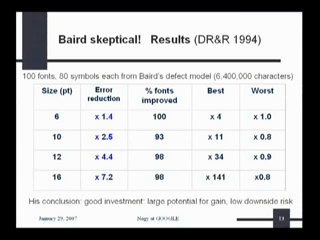 Baird skeptical! Results (DR&R 1994)
100 fonts, 80 symbols each from Baird's defect model (6,400,000 characters)
Size (pt) Error reduction % fonts improved Best Worst
6 x 1.4 100 x 4 x 1.0
10 x 2.5 93 x 11 x 0.8
12 x 4.4 98 x 34 x 0.9
16 x 7.2 98 x 141 x0.8
His conclusion: good investment: large potential for gain, low downside risk
January 29, 2007 Nagy at GOOGLE